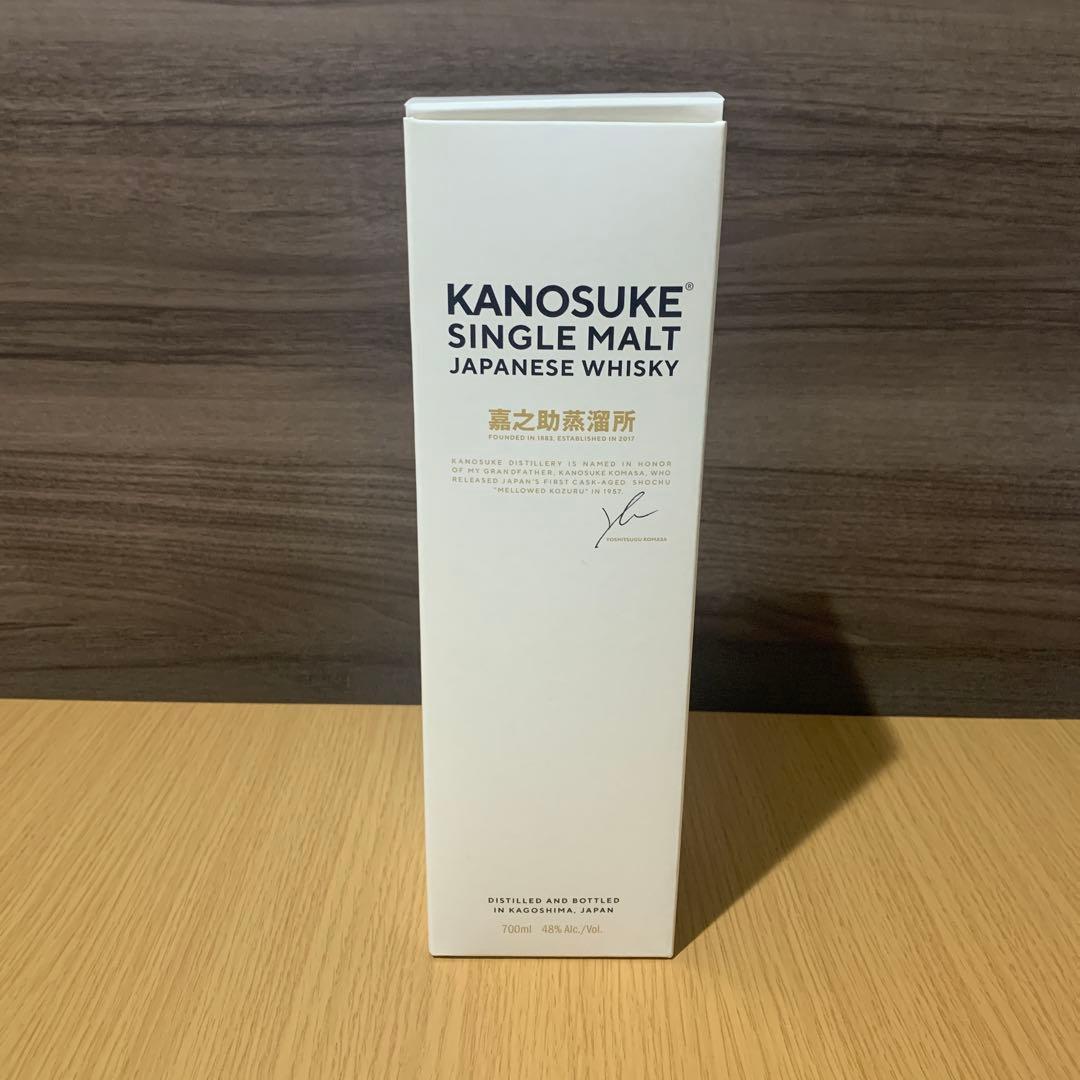 KANOSUKE®
SINGLE MALT
JAPANESE WHISKY
嘉之助蒸溜所
FOUNDED IN 1883, ESTABLISHED IN 2017
KANOSUKE DISTILLERY IS NAMED IN HONOR
OF MY GRANDFATHER, KANOSUKE KOMASA, WHO
RELEASED JAPAN'S FIRST CASK-AGED SHOCHU
"MELLOWED KOZURU" IN 1957.
YOSHITSUGU KOMASA
DISTILLED AND BOTTLED
IN KAGOSHIMA, JAPAN
700ml 48% Alc./Vol.